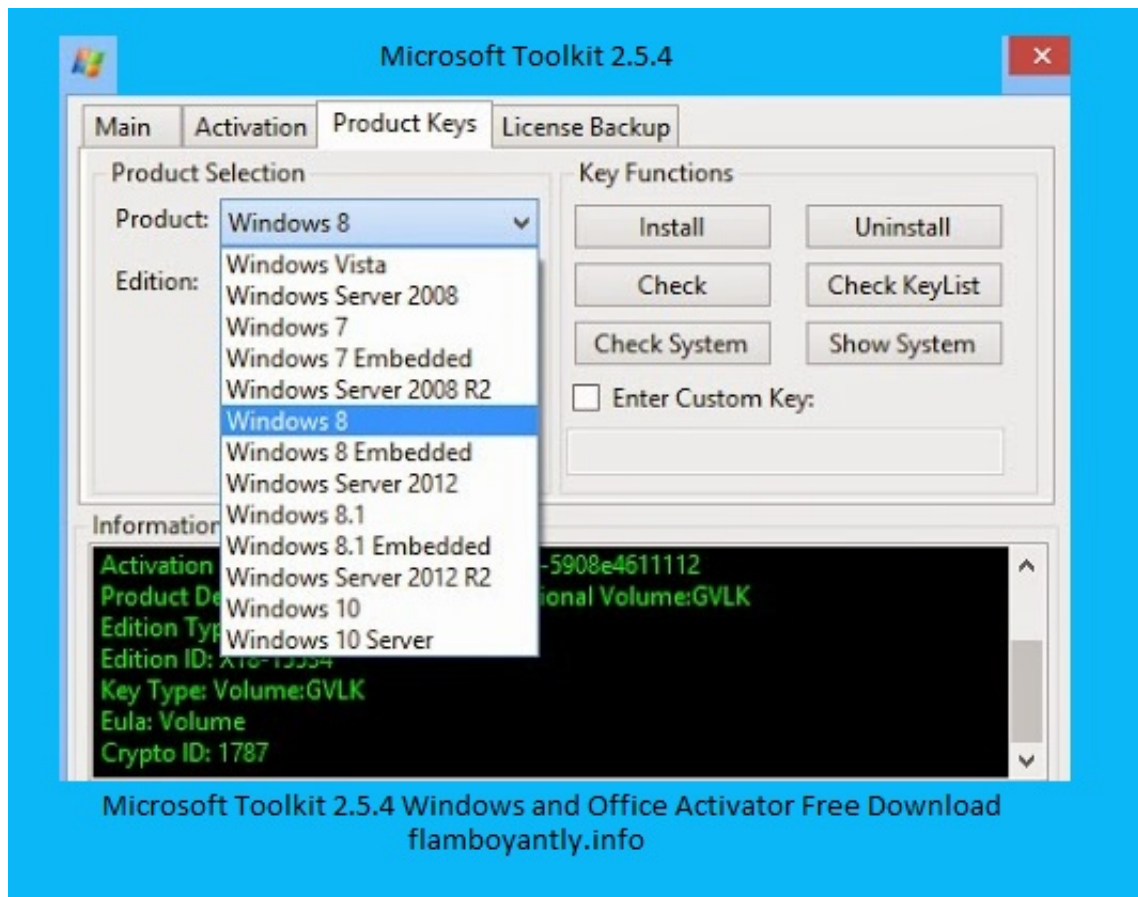 Microsoft Toolkit 2.5.4
Main Activation Product Keys License Backup
Product Selection
Product: Windows 8
Edition:
Windows Vista
Windows Server 2008
Windows 7
Windows 7 Embedded
Windows Server 2008 R2
Windows 8
Windows 8 Embedded
Windows Server 2012
Windows 8.1
Windows 8.1 Embedded
Windows Server 2012 R2
Windows 10
Windows 10 Server
Key Functions
Install Uninstall
Check Check KeyList
Check System Show System
Enter Custom Key:
Information
Activation -5908e4611112
Product De ional Volume:GVLK
Edition Typ
Edition ID:
Key Type: Volume:GVLK
Eula: Volume
Crypto ID: 1787
Microsoft Toolkit 2.5.4 Windows and Office Activator Free Download
flamboyantly.info